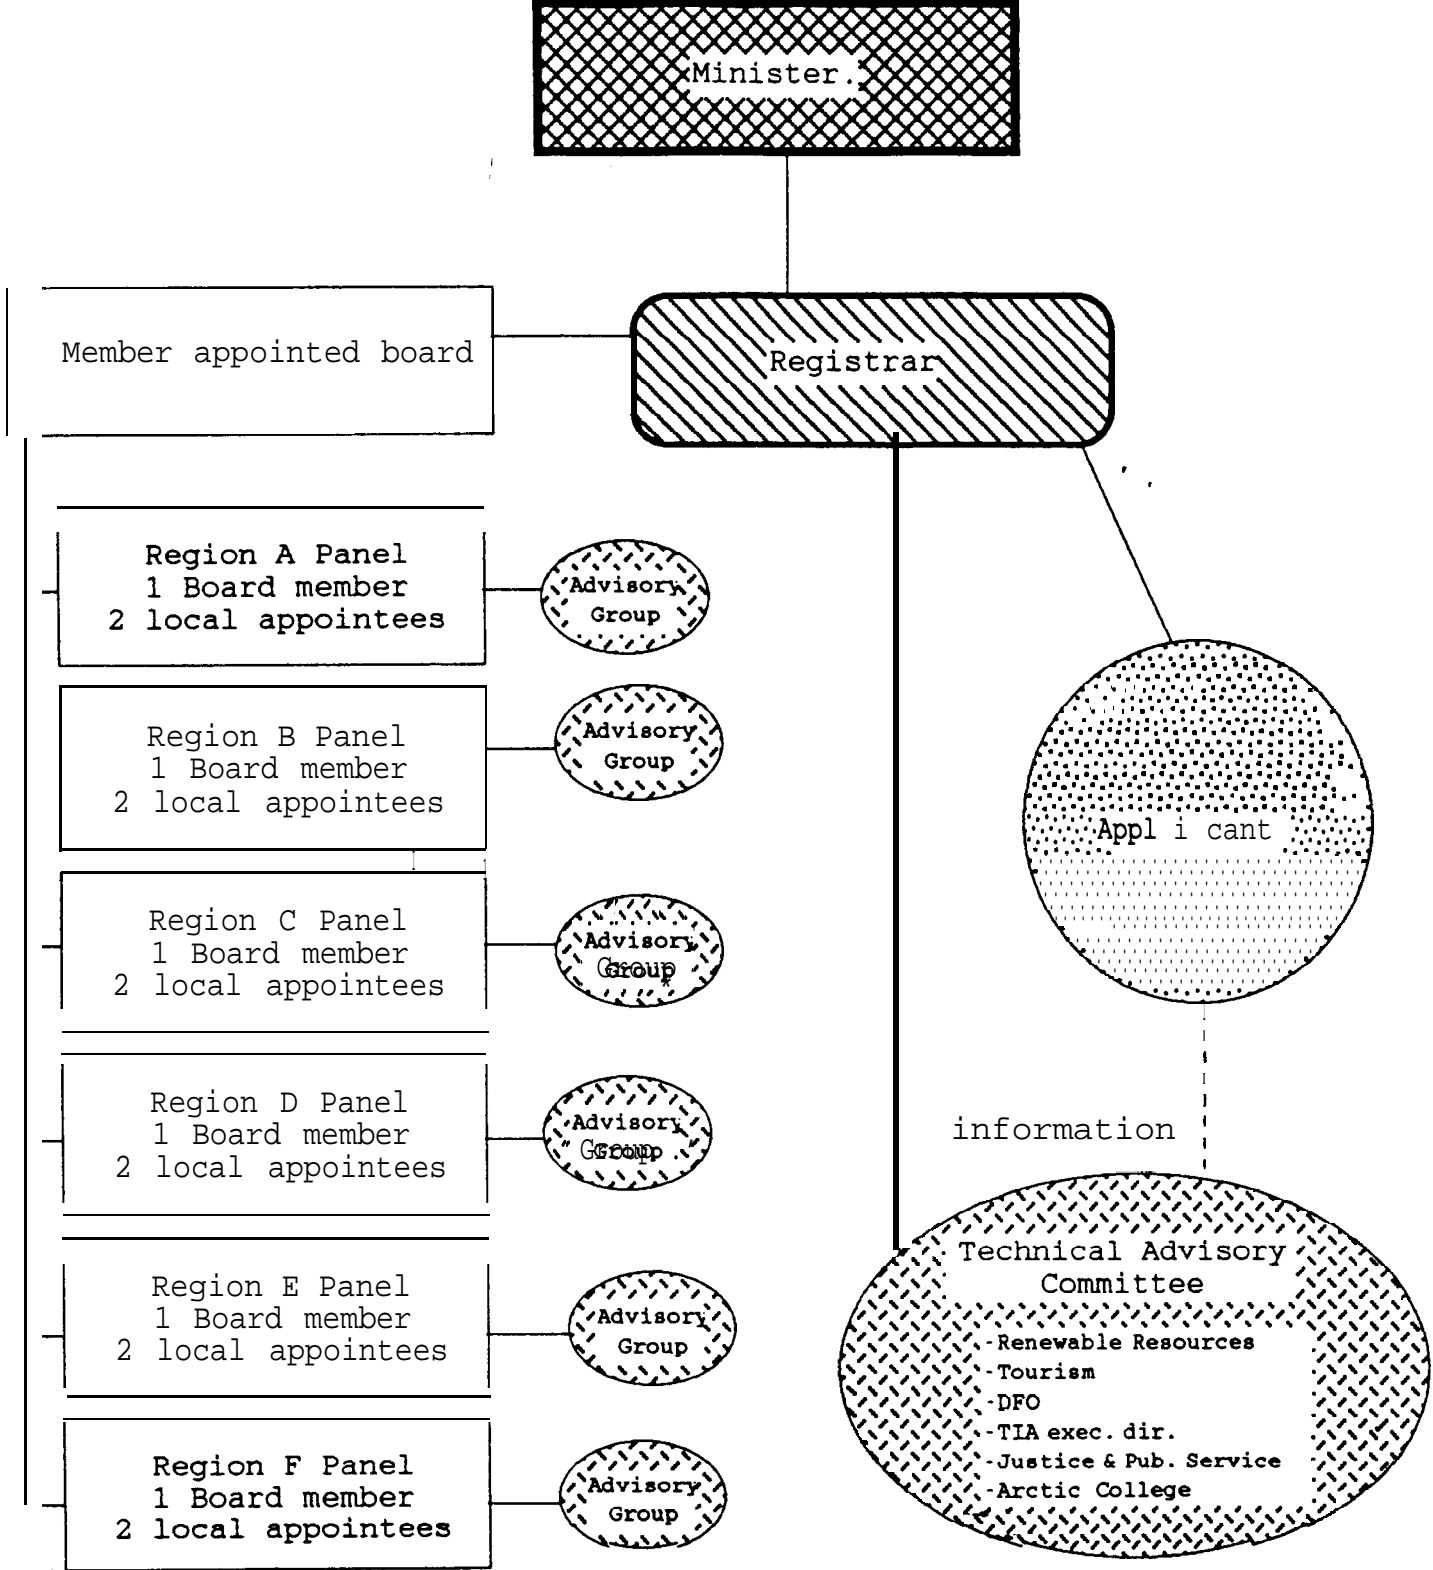 Minister.
Member appointed board
Registrar
Region A Panel
1 Board member
2 local appointees
Advisory
Group
Region B Panel
1 Board member
2 local appointees
Advisory
Group
Appl i cant
Region C Panel
1 Board member
2 local appointees
Advisory
Group
*
Region D Panel
1 Board member
2 local appointees
Advisory
Group
information
Region E Panel
1 Board member
2 local appointees
Advisory
Group
Technical Advisory
Committee
-Renewable Resources
-Tourism
-DFO
-TIA exec. dir.
-Justice & Pub. Service
-Arctic College
Region F Panel
1 Board member
2 local appointees
Advisory
Group